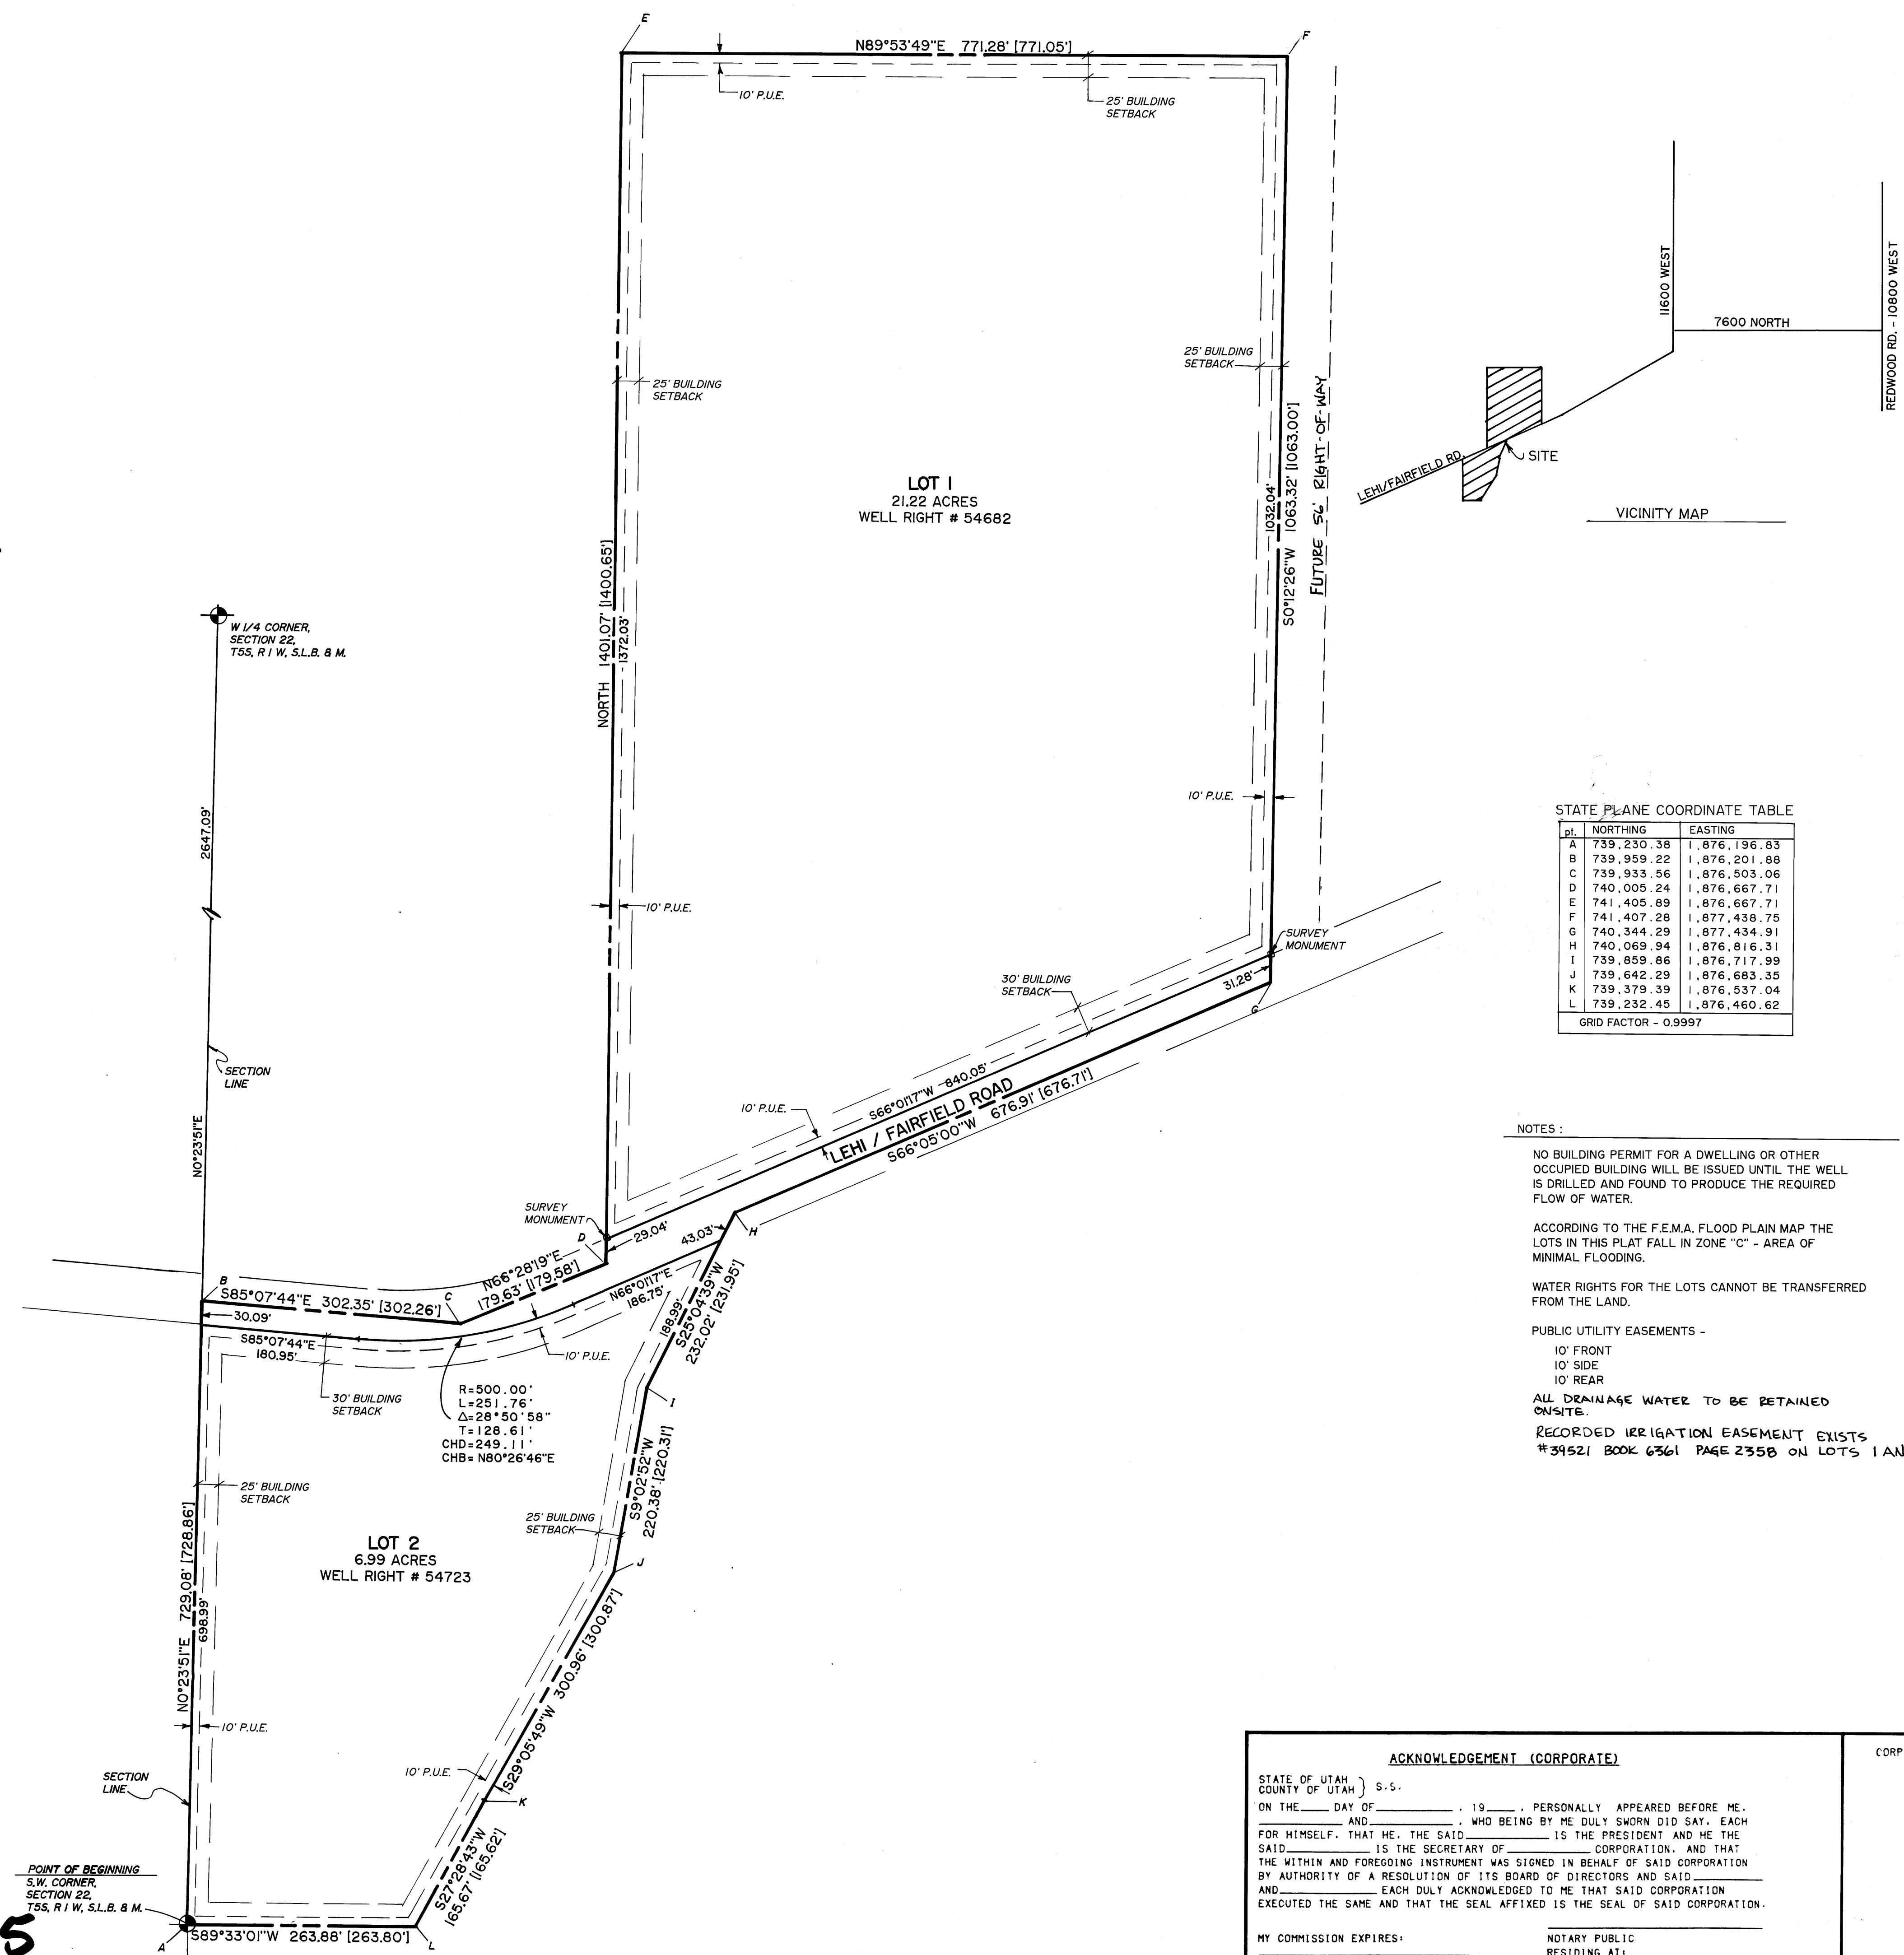 E
N89°53'49"E 771.28' [771.05']
F
10' P.U.E.
25' BUILDING
SETBACK
11600 WEST
7600 NORTH
REDWOOD RD. - 10800 WEST
LEHI/FAIRFIELD RD.
SITE
VICINITY MAP
25' BUILDING
SETBACK
25' BUILDING
SETBACK
FUTURE 56' RIGHT-OF-WAY
S0°12'26"W 1063.32' [1063.00']
1032.04'
LOT 1
21.22 ACRES
WELL RIGHT # 54682
NORTH 1401.07' [1400.65']
1372.03'
W 1/4 CORNER,
SECTION 22,
T5S, R 1 W, S.L.B. & M.
2647.09'
10' P.U.E.
10' P.U.E.
STATE PLANE COORDINATE TABLE
pt. NORTHING EASTING
A 739,230.38 1,876,196.83
B 739,959.22 1,876,201.88
C 739,933.56 1,876,503.06
D 740,005.24 1,876,667.71
E 741,405.89 1,876,667.71
F 741,407.28 1,877,438.75
G 740,344.29 1,877,434.91
H 740,069.94 1,876,816.31
I 739,859.86 1,876,717.99
J 739,642.29 1,876,683.35
K 739,379.39 1,876,537.04
L 739,232.45 1,876,460.62
GRID FACTOR - 0.9997
SURVEY
MONUMENT
30' BUILDING
SETBACK
31.28'
G
SECTION
LINE
N0°23'51"E
10' P.U.E.
S66°01'17"W 840.05'
LEHI / FAIRFIELD ROAD
S66°05'00"W 676.91' [676.71']
NOTES :
NO BUILDING PERMIT FOR A DWELLING OR OTHER
OCCUPIED BUILDING WILL BE ISSUED UNTIL THE WELL
IS DRILLED AND FOUND TO PRODUCE THE REQUIRED
FLOW OF WATER.
ACCORDING TO THE F.E.M.A. FLOOD PLAIN MAP THE
LOTS IN THIS PLAT FALL IN ZONE "C" - AREA OF
MINIMAL FLOODING.
WATER RIGHTS FOR THE LOTS CANNOT BE TRANSFERRED
FROM THE LAND.
PUBLIC UTILITY EASEMENTS -
10' FRONT
10' SIDE
10' REAR
ALL DRAINAGE WATER TO BE RETAINED
ONSITE.
RECORDED IRRIGATION EASEMENT EXISTS
#39521 BOOK 6361 PAGE 2358 ON LOTS 1 AN
SURVEY
MONUMENT
D
29.04'
43.03'
H
N66°28'19"E
179.63' [179.58']
B
S85°07'44"E 302.35' [302.26']
C
30.09'
S85°07'44"E
180.95'
N66°01'17"E
186.75'
188.99'
S25°04'39"W
232.02' [231.95']
10' P.U.E.
30' BUILDING
SETBACK
R=500.00'
L=251.76'
Δ=28°50'58"
T=128.61'
CHD=249.11'
CHB= N80°26'46"E
I
S9°02'52"W
220.38' [220.31']
25' BUILDING
SETBACK
25' BUILDING
SETBACK
J
LOT 2
6.99 ACRES
WELL RIGHT # 54723
N0°23'51"E 729.08' [728.86']
698.99'
S29°05'49"W 300.96' [300.87']
10' P.U.E.
10' P.U.E.
K
SECTION
LINE
S27°28'43"W
165.67' [165.62']
POINT OF BEGINNING
S.W. CORNER,
SECTION 22,
T5S, R 1 W, S.L.B. & M.
5
A
S89°33'01"W 263.88' [263.80']
L
ACKNOWLEDGEMENT (CORPORATE)
STATE OF UTAH
COUNTY OF UTAH } S.S.
ON THE____ DAY OF__________ , 19____ , PERSONALLY APPEARED BEFORE ME,
__________ AND__________ , WHO BEING BY ME DULY SWORN DID SAY, EACH
FOR HIMSELF, THAT HE, THE SAID__________ IS THE PRESIDENT AND HE THE
SAID__________ IS THE SECRETARY OF__________ CORPORATION, AND THAT
THE WITHIN AND FOREGOING INSTRUMENT WAS SIGNED IN BEHALF OF SAID CORPORATION
BY AUTHORITY OF A RESOLUTION OF ITS BOARD OF DIRECTORS AND SAID__________
AND__________ EACH DULY ACKNOWLEDGED TO ME THAT SAID CORPORATION
EXECUTED THE SAME AND THAT THE SEAL AFFIXED IS THE SEAL OF SAID CORPORATION.
MY COMMISSION EXPIRES:
NOTARY PUBLIC
RESIDING AT:
CORP